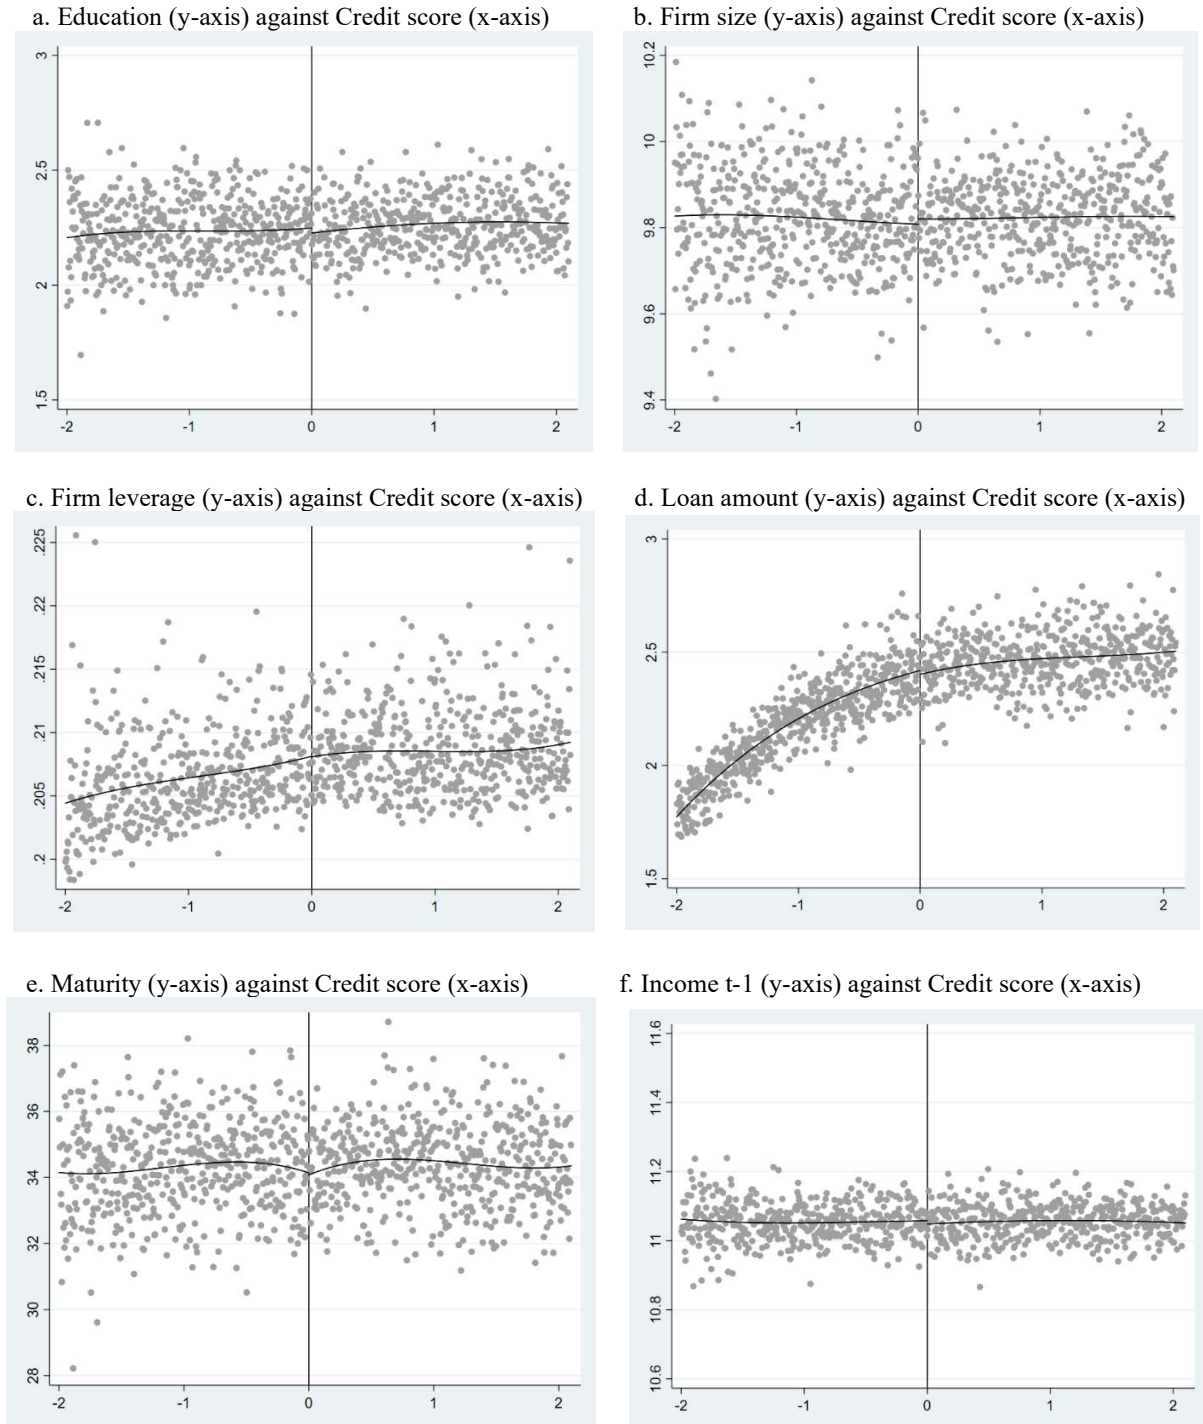 a. Education (y-axis) against Credit score (x-axis)
b. Firm size (y-axis) against Credit score (x-axis)
3
2.5
2
1.5
-2 -1 0 1 2
10.2
10
9.8
9.6
9.4
-2 -1 0 1 2
c. Firm leverage (y-axis) against Credit score (x-axis)
d. Loan amount (y-axis) against Credit score (x-axis)
.225
.22
.215
.21
.205
.2
-2 -1 0 1 2
3
2.5
2
1.5
-2 -1 0 1 2
e. Maturity (y-axis) against Credit score (x-axis)
f. Income t-1 (y-axis) against Credit score (x-axis)
38
36
34
32
30
28
-2 -1 0 1 2
11.6
11.4
11.2
11
10.8
10.6
-2 -1 0 1 2